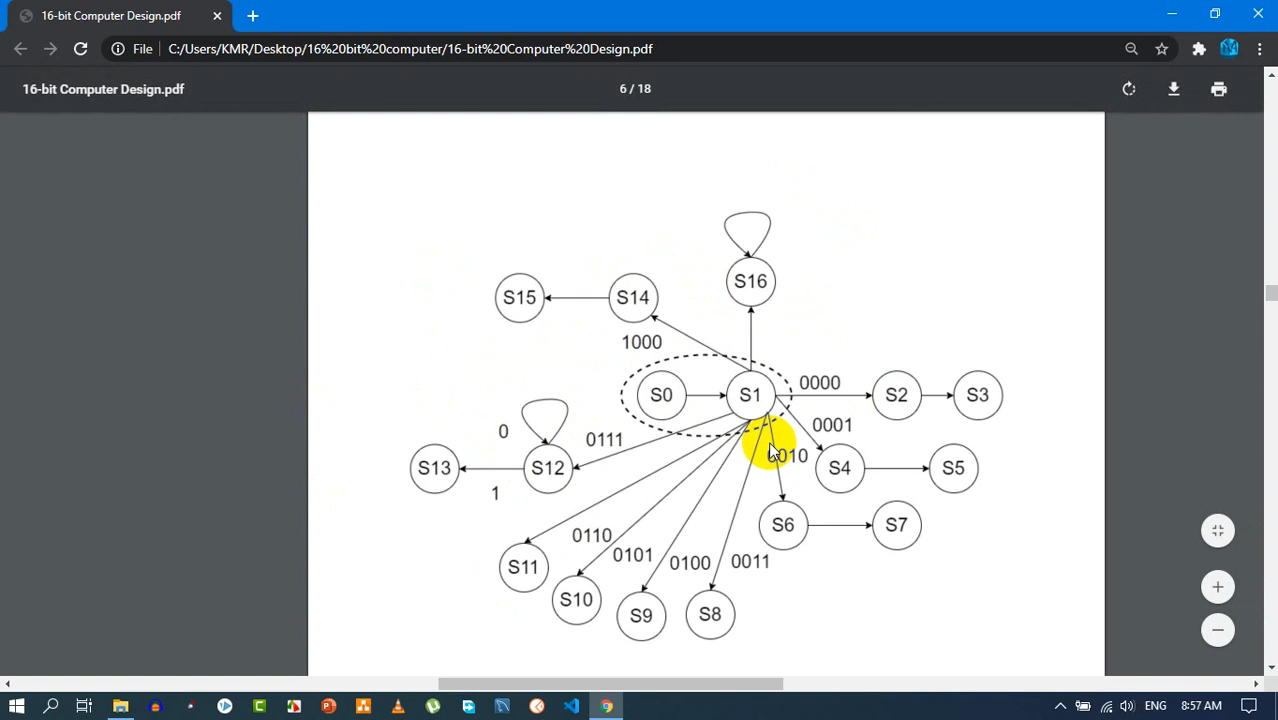 16-bit Computer Design.pdf
File C:/Users/KMR/Desktop/16%20bit%20computer/16-bit%20Computer%20Design.pdf
16-bit Computer Design.pdf
6 / 18
S16
S15
S14
1000
S0
S1
0000
S2
S3
0001
0
0111
0010
S13
S12
S4
S5
1
S6
S7
0110
0101
0100
0011
S11
S10
S9
S8
ENG
8:57 AM